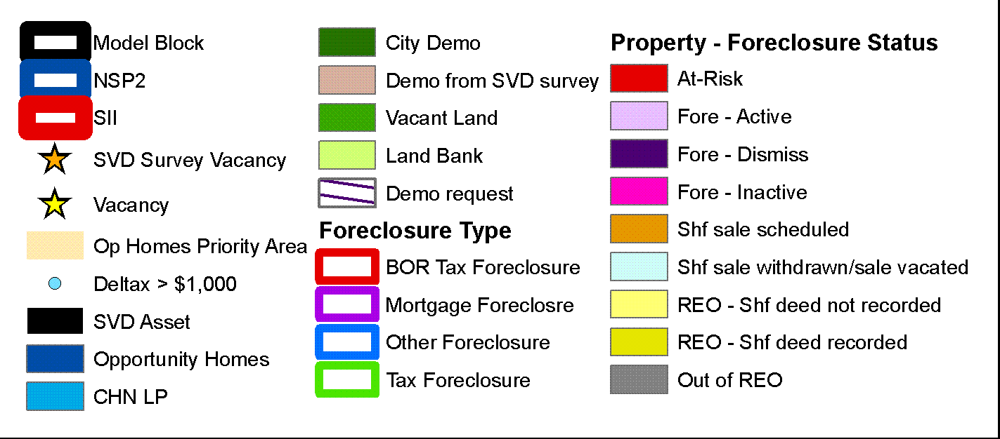 Model Block
NSP2
SII
SVD Survey Vacancy
Vacancy
Op Homes Priority Area
Deltax > $1,000
SVD Asset
Opportunity Homes
CHN LP
City Demo
Demo from SVD survey
Vacant Land
Land Bank
Demo request
Foreclosure Type
BOR Tax Foreclosure
Mortgage Foreclosre
Other Foreclosure
Tax Foreclosure
Property - Foreclosure Status
At-Risk
Fore - Active
Fore - Dismiss
Fore - Inactive
Shf sale scheduled
Shf sale withdrawn/sale vacated
REO - Shf deed not recorded
REO - Shf deed recorded
Out of REO